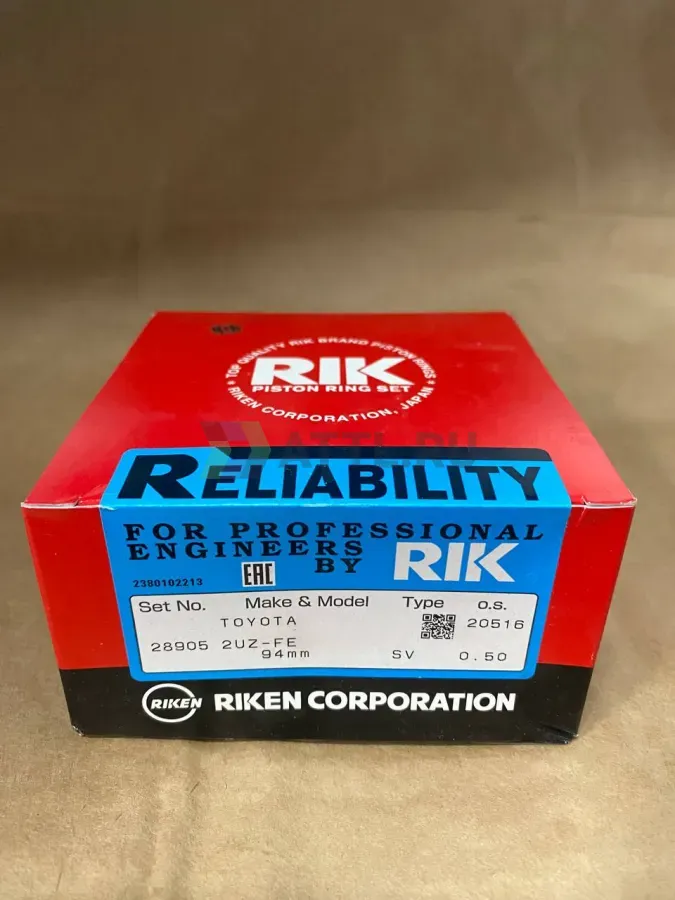 TOP QUALITY RIK BRAND PISTON RINGS
RIK
PISTON RING SET
RIKEN CORPORATION, JAPAN
ATTL.RU
RELIABILITY
FOR PROFESSIONAL
ENGINEERS
BY RIK
2380102213
EAC
Set No. Make & Model Type o.s.
TOYOTA 20516
28905 2UZ-FE
94mm SV 0.50
RIKEN RIKEN CORPORATION